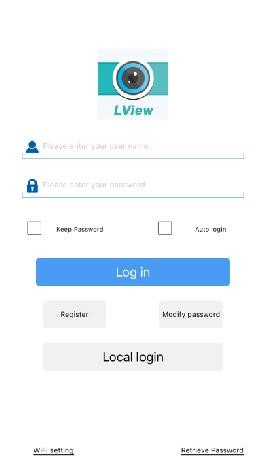 LView
Please enter your user name
Please enter your password
Keep Password
Auto login
Log in
Register
Modify password
Local login
WiFi setting
Retrieve Password